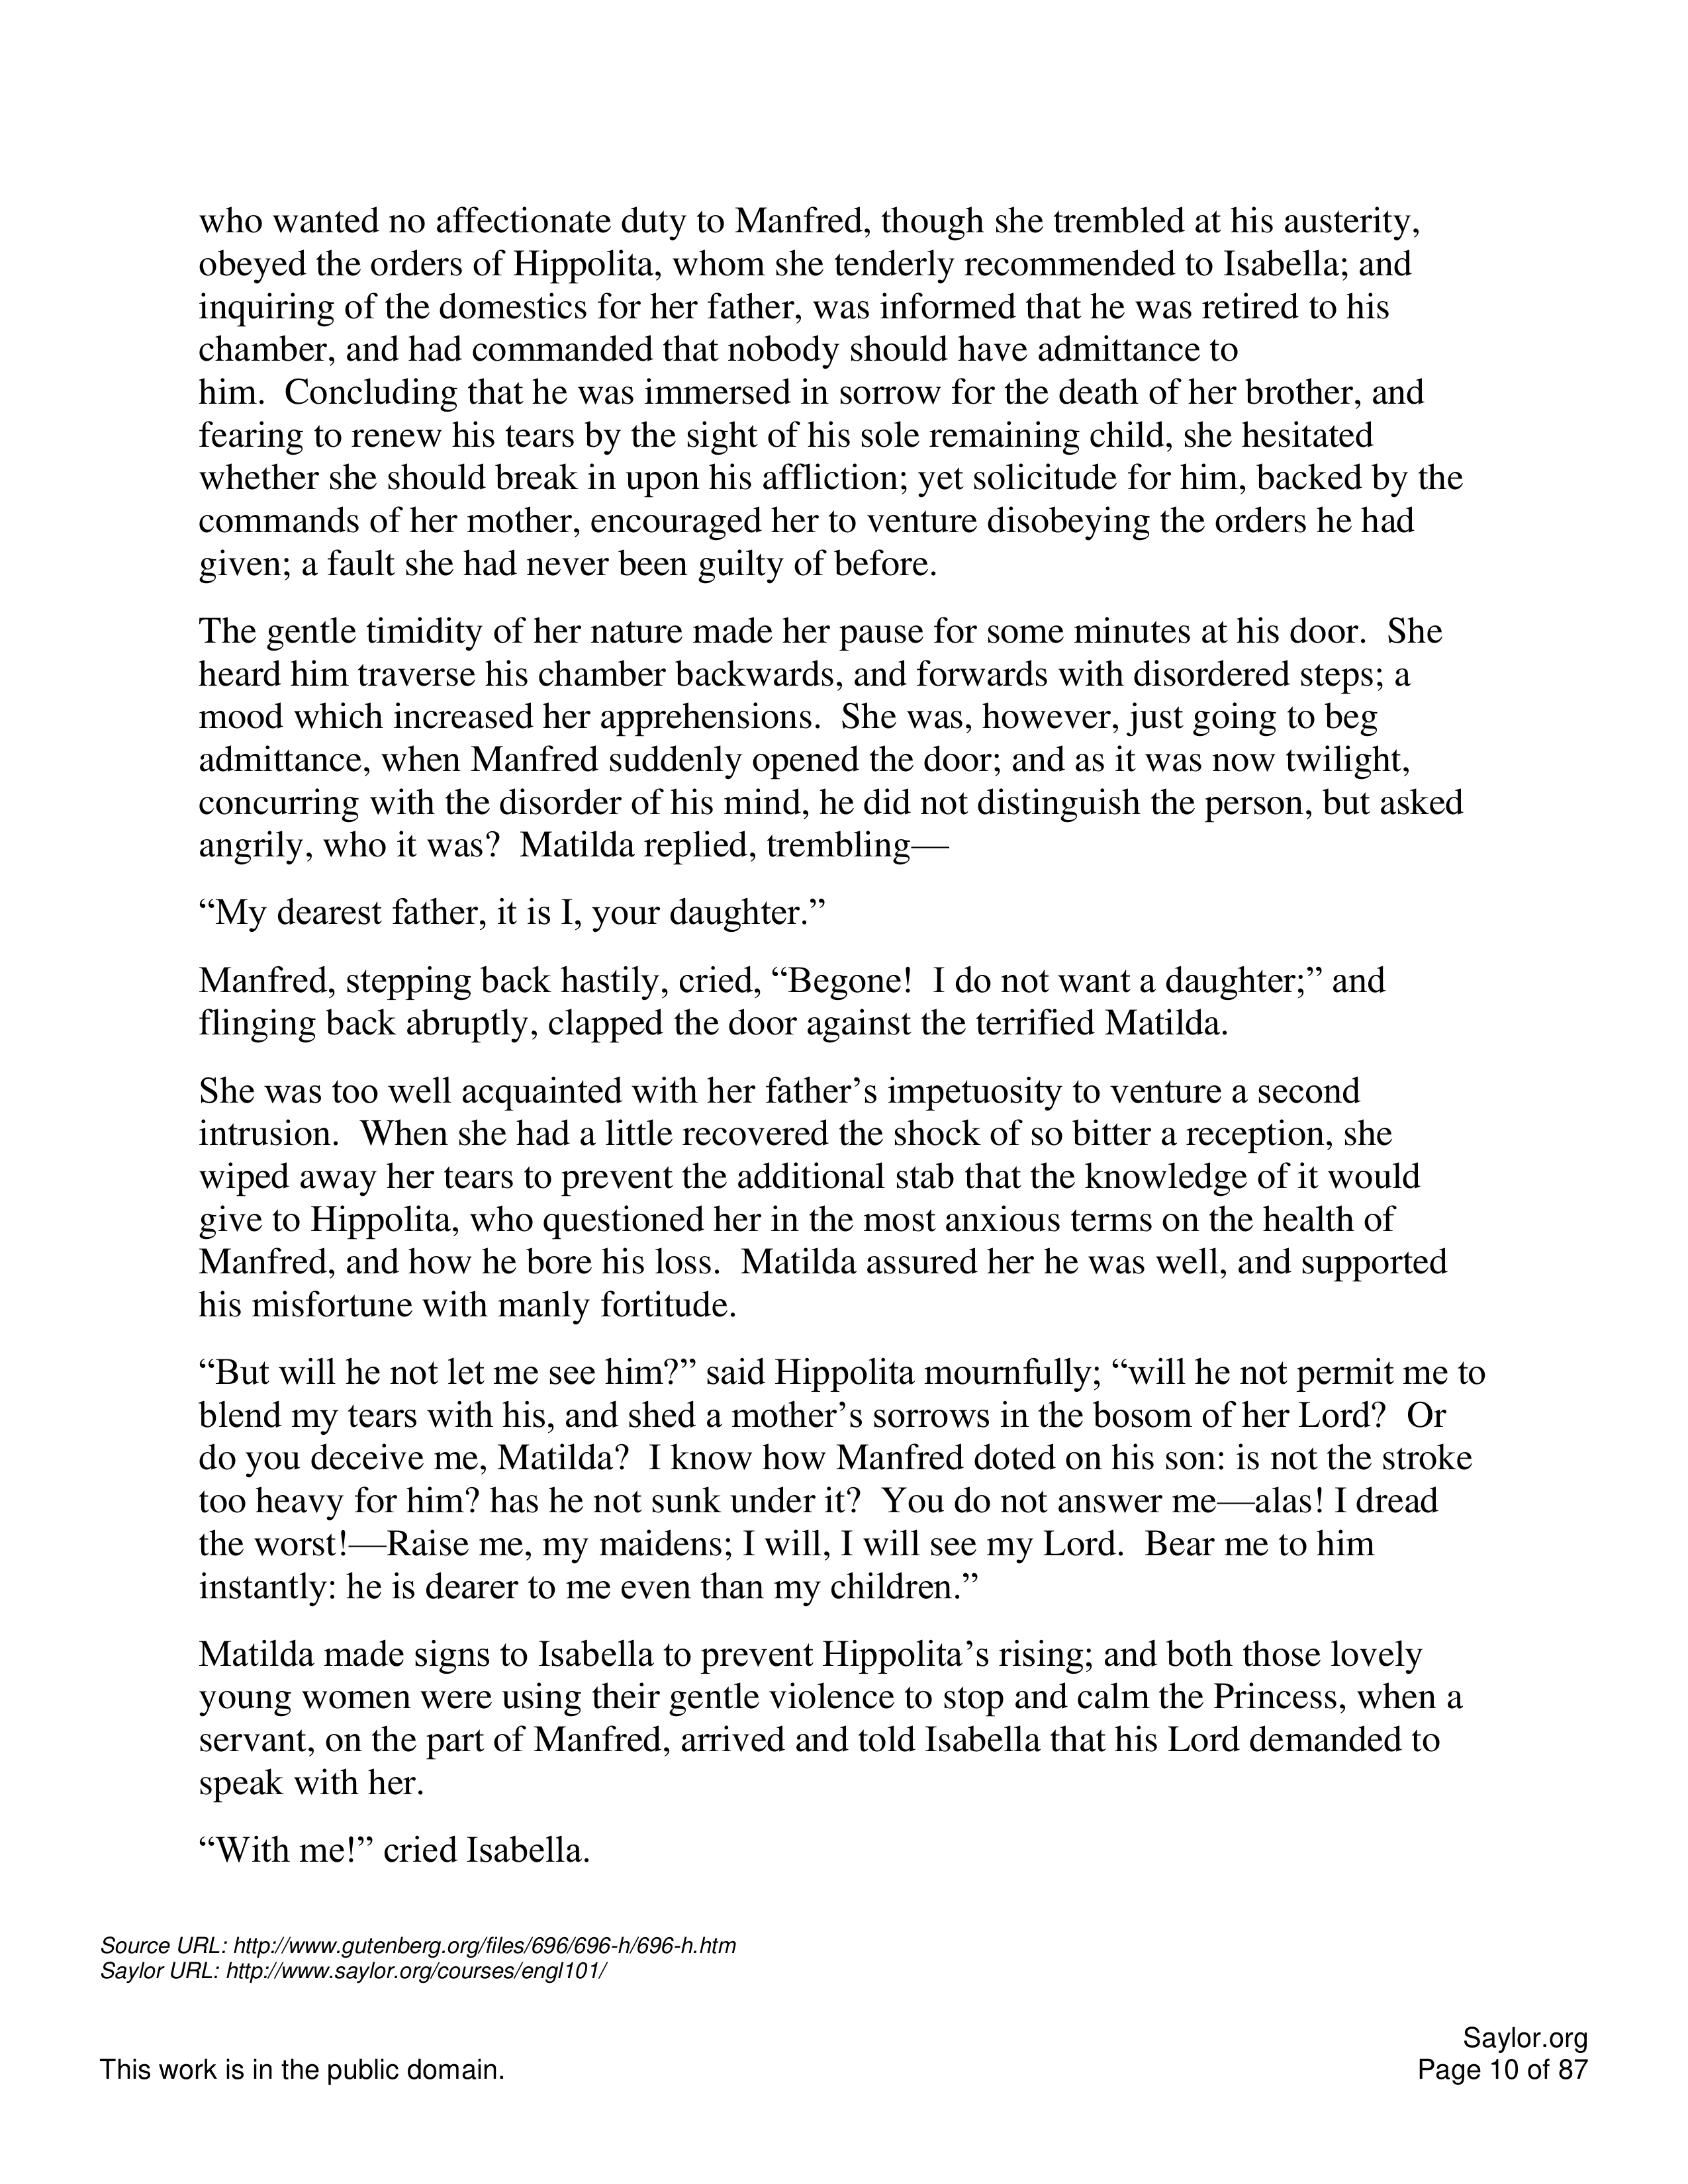 who wanted no affectionate duty to Manfred, though she trembled at his austerity,
obeyed the orders of Hippolita, whom she tenderly recommended to Isabella; and
inquiring of the domestics for her father, was informed that he was retired to his
chamber, and had commanded that nobody should have admittance to
him.  Concluding that he was immersed in sorrow for the death of her brother, and
fearing to renew his tears by the sight of his sole remaining child, she hesitated
whether she should break in upon his affliction; yet solicitude for him, backed by the
commands of her mother, encouraged her to venture disobeying the orders he had
given; a fault she had never been guilty of before.
The gentle timidity of her nature made her pause for some minutes at his door.  She
heard him traverse his chamber backwards, and forwards with disordered steps; a
mood which increased her apprehensions.  She was, however, just going to beg
admittance, when Manfred suddenly opened the door; and as it was now twilight,
concurring with the disorder of his mind, he did not distinguish the person, but asked
angrily, who it was?  Matilda replied, trembling—
“My dearest father, it is I, your daughter.”
Manfred, stepping back hastily, cried, “Begone!  I do not want a daughter;” and
flinging back abruptly, clapped the door against the terrified Matilda.
She was too well acquainted with her father’s impetuosity to venture a second
intrusion.  When she had a little recovered the shock of so bitter a reception, she
wiped away her tears to prevent the additional stab that the knowledge of it would
give to Hippolita, who questioned her in the most anxious terms on the health of
Manfred, and how he bore his loss.  Matilda assured her he was well, and supported
his misfortune with manly fortitude.
“But will he not let me see him?” said Hippolita mournfully; “will he not permit me to
blend my tears with his, and shed a mother’s sorrows in the bosom of her Lord?  Or
do you deceive me, Matilda?  I know how Manfred doted on his son: is not the stroke
too heavy for him? has he not sunk under it?  You do not answer me—alas! I dread
the worst!—Raise me, my maidens; I will, I will see my Lord.  Bear me to him
instantly: he is dearer to me even than my children.”
Matilda made signs to Isabella to prevent Hippolita’s rising; and both those lovely
young women were using their gentle violence to stop and calm the Princess, when a
servant, on the part of Manfred, arrived and told Isabella that his Lord demanded to
speak with her.
“With me!” cried Isabella.
Source URL: http://www.gutenberg.org/files/696/696-h/696-h.htm
Saylor URL: http://www.saylor.org/courses/engl101/
Saylor.org
This work is in the public domain.
Page 10 of 87